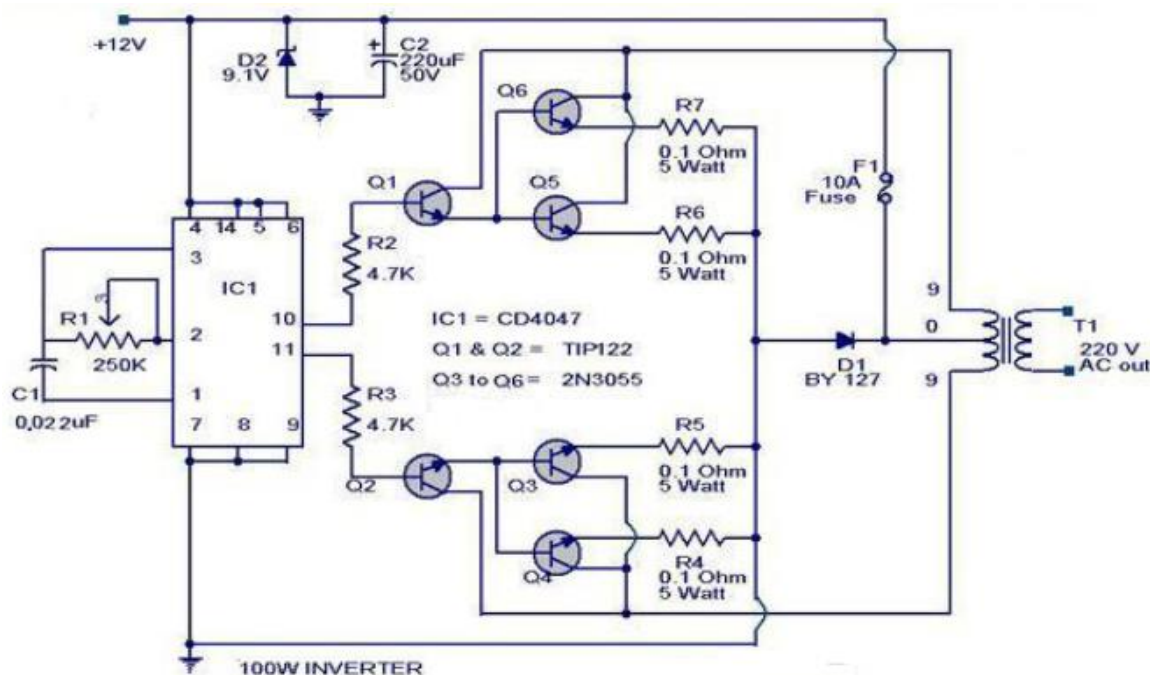 +12V
D2
9.1V
C2
220uF
50V
+
Q6
R7
0.1 Ohm
5 Watt
F1
10A
Fuse
Q1
Q5
R6
0.1 Ohm
5 Watt
4 14 5 6
3
R2
4.7K
IC1
R1
3
250K
2
10
11
C1
0,022uF
1
7 8 9
IC1 = CD4047
Q1 & Q2 = TIP122
Q3 to Q6 = 2N3055
9
0
9
D1
BY 127
T1
220 V
AC out
R3
4.7K
Q2
Q3
R5
0.1 Ohm
5 Watt
Q4
R4
0.1 Ohm
5 Watt
100W INVERTER